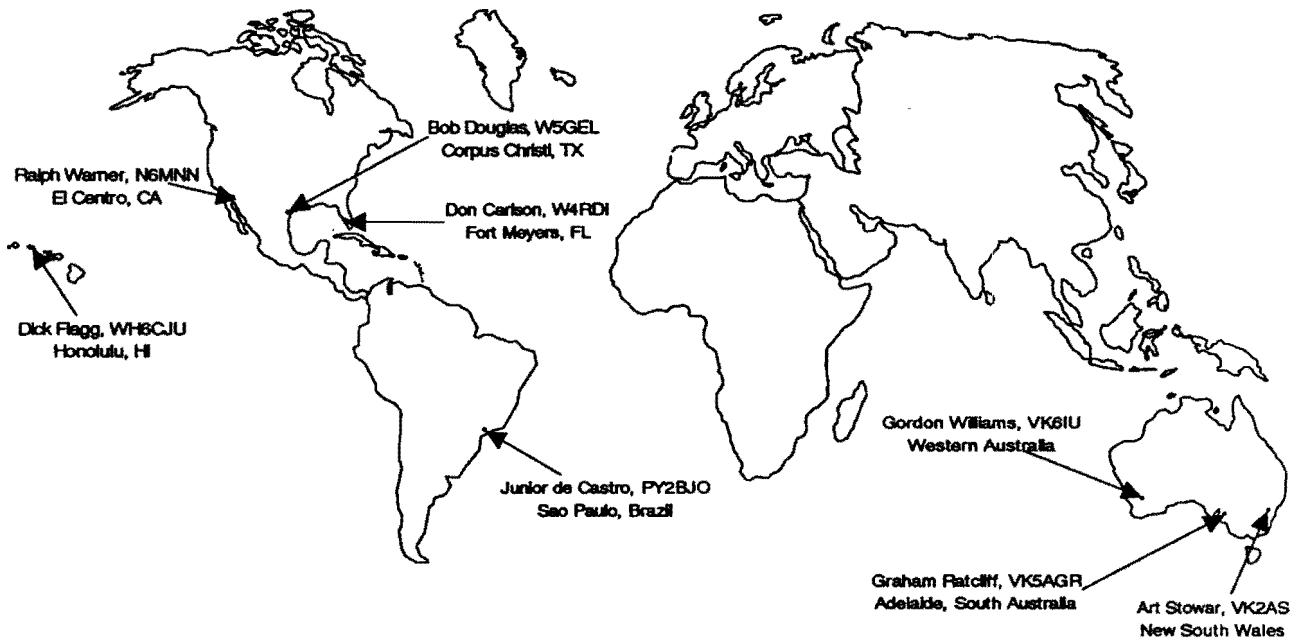 Bob Douglas, W5GEL
Corpus Christi, TX
Ralph Warner, N6MNN
El Centro, CA
Don Carlson, W4RDI
Fort Meyers, FL
Dick Flagg, WH6CJU
Honolulu, HI
Gordon Williams, VK6IU
Western Australia
Junior de Castro, PY2BJO
Sao Paulo, Brazil
Graham Ratcliff, VK5AGR
Adelaide, South Australia
Art Stowar, VK2AS
New South Wales